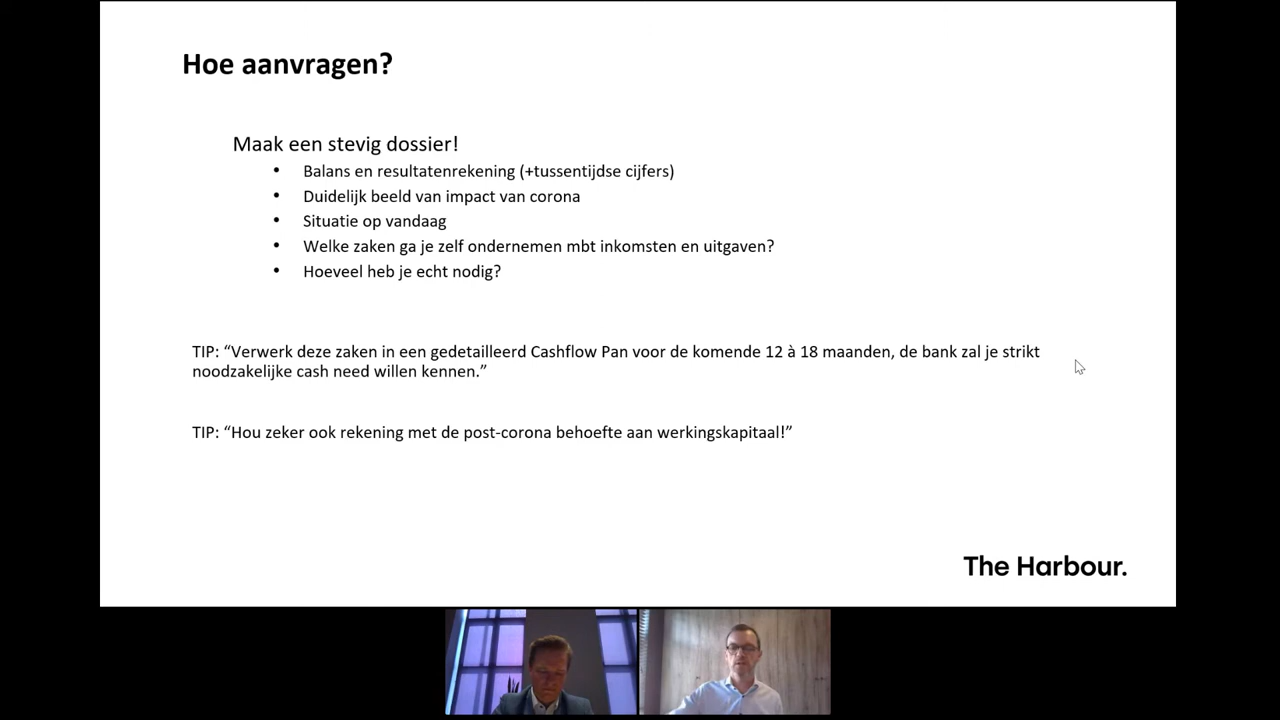 Hoe aanvragen?
Maak een stevig dossier!
• Balans en resultatenrekening (+tussentijdse cijfers)
• Duidelijk beeld van impact van corona
• Situatie op vandaag
• Welke zaken ga je zelf ondernemen mbt inkomsten en uitgaven?
• Hoeveel heb je echt nodig?
TIP: “Verwerk deze zaken in een gedetailleerd Cashflow Pan voor de komende 12 à 18 maanden, de bank zal je strikt
noodzakelijke cash need willen kennen.”
TIP: “Hou zeker ook rekening met de post-corona behoefte aan werkingskapitaal!”
The Harbour.